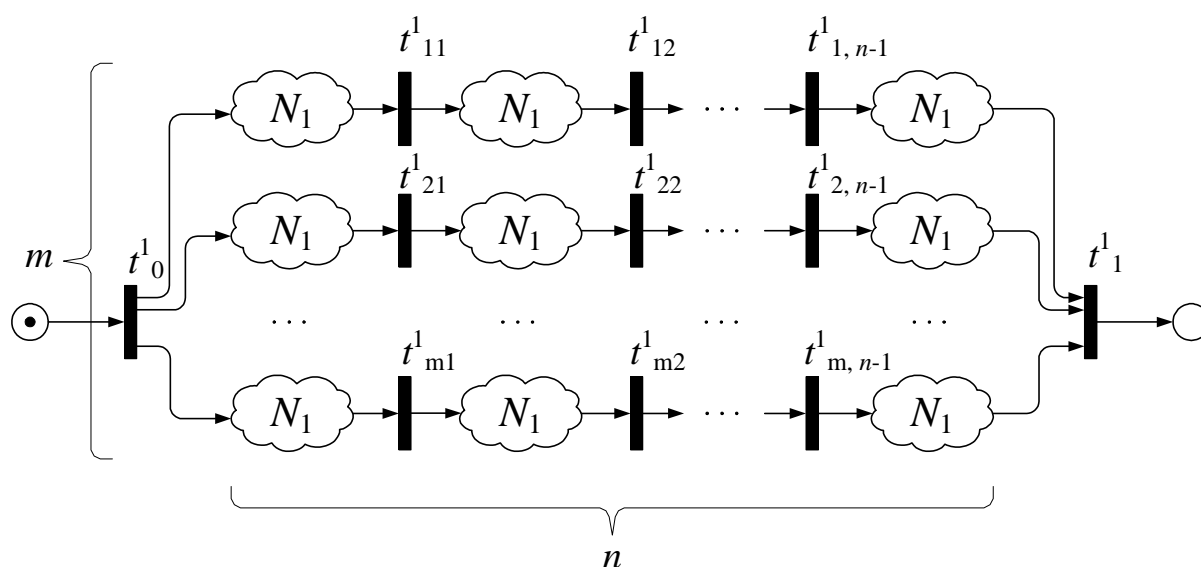 t¹₁₁ t¹₁₂ t¹₁, ₙ₋₁
N₁ N₁ · · · N₁
t¹₂₁ t¹₂₂ t¹₂, ₙ₋₁
N₁ N₁ · · · N₁
m t¹₀ t¹₁
· · · · · · · · · · · ·
t¹ₘ₁ t¹ₘ₂ t¹ₘ, ₙ₋₁
N₁ N₁ · · · N₁
n